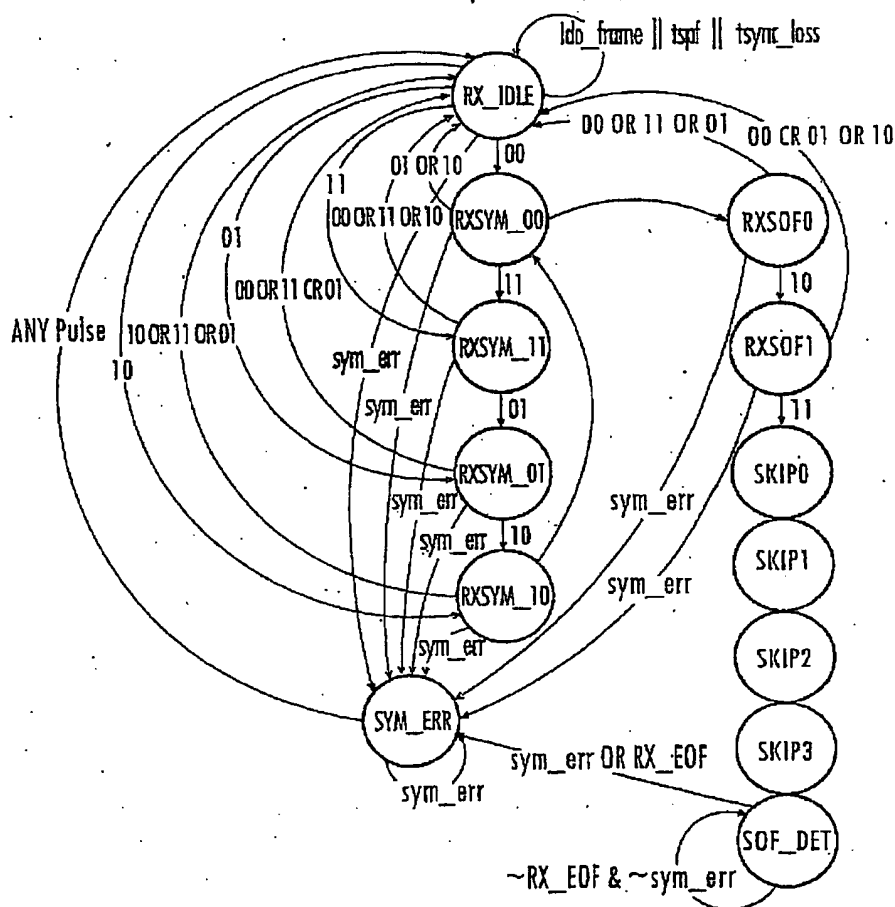 ldo_frame || tspf || tsync_loss
RX_IDLE
00 OR 11 OR 01
00 CR 01 OR 10
00
01 OR 10
11
00 OR 11 OR 10
RXSYM_00
RXSOF0
01
00 OR 11 CR 01
11
10
ANY Pulse
10 OR 11 OR 01
10
sym_err
RXSYM_11
RXSOF1
sym_err
01
11
RXSYM_01
SKIP0
sym_err
sym_err
sym_err
10
SKIP1
RXSYM_10
sym_err
sym_err
SKIP2
SYM_ERR
SKIP3
sym_err OR RX_EOF
sym_err
SOF_DET
~RX_EOF & ~sym_err